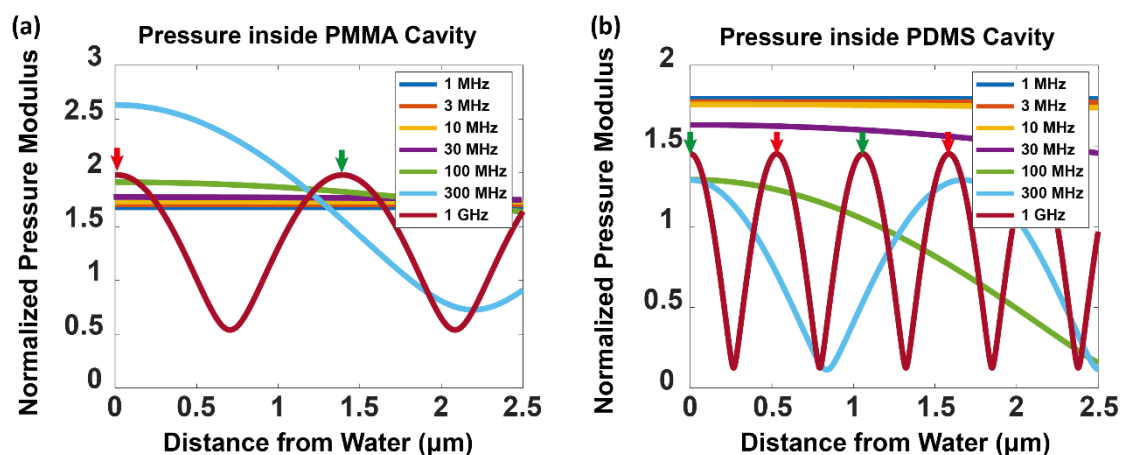 (a)
Pressure inside PMMA Cavity
Normalized Pressure Modulus
3
2.5
2
1.5
1
0.5
0
1 MHz
3 MHz
10 MHz
30 MHz
100 MHz
300 MHz
1 GHz
0 0.5 1 1.5 2 2.5
Distance from Water (μm)
(b)
Pressure inside PDMS Cavity
Normalized Pressure Modulus
2
1.5
1
0.5
0
1 MHz
3 MHz
10 MHz
30 MHz
100 MHz
300 MHz
1 GHz
0 0.5 1 1.5 2 2.5
Distance from Water (μm)